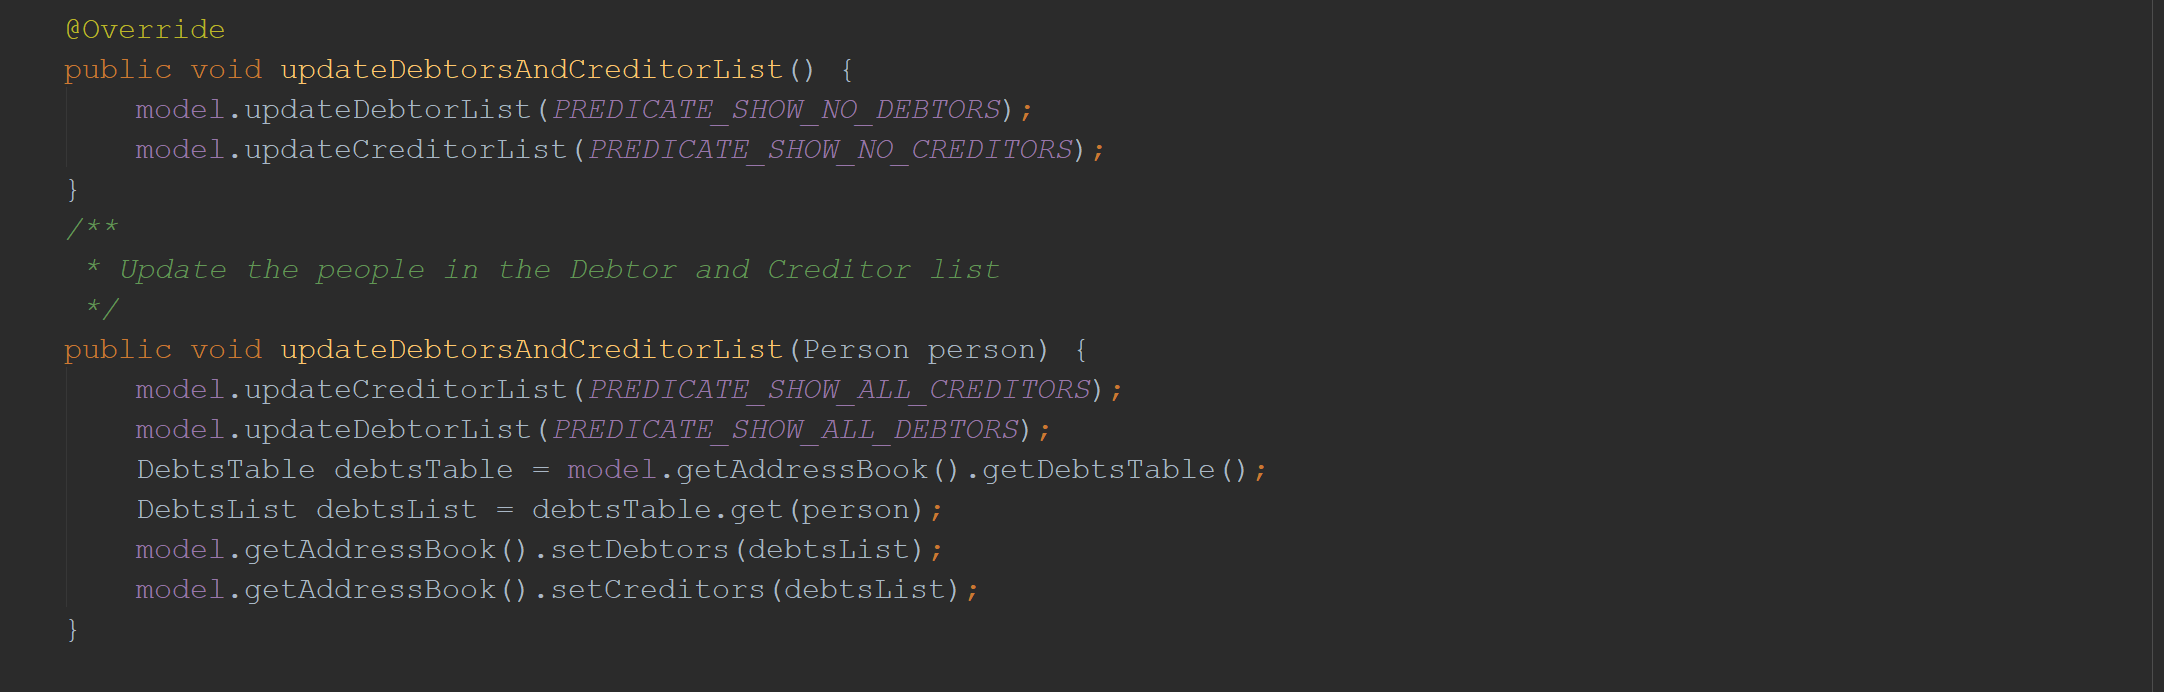 @Override
public void updateDebtorsAndCreditorList() {
    model.updateDebtorList(PREDICATE_SHOW_NO_DEBTORS);
    model.updateCreditorList(PREDICATE_SHOW_NO_CREDITORS);
}
/**
 * Update the people in the Debtor and Creditor list
 */
public void updateDebtorsAndCreditorList(Person person) {
    model.updateCreditorList(PREDICATE_SHOW_ALL_CREDITORS);
    model.updateDebtorList(PREDICATE_SHOW_ALL_DEBTORS);
    DebtsTable debtsTable = model.getAddressBook().getDebtsTable();
    DebtsList debtsList = debtsTable.get(person);
    model.getAddressBook().setDebtors(debtsList);
    model.getAddressBook().setCreditors(debtsList);
}